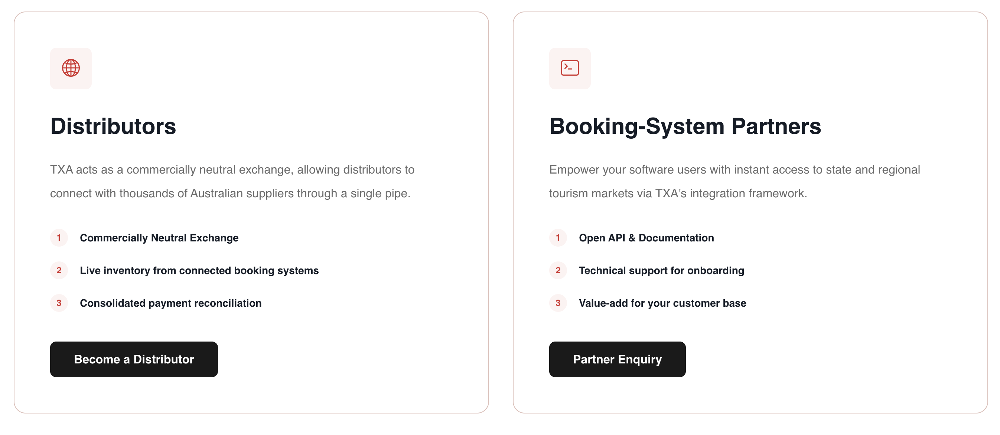 Distributors
TXA acts as a commercially neutral exchange, allowing distributors to
connect with thousands of Australian suppliers through a single pipe.
1 Commercially Neutral Exchange
2 Live inventory from connected booking systems
3 Consolidated payment reconciliation
Become a Distributor
Booking-System Partners
Empower your software users with instant access to state and regional
tourism markets via TXA's integration framework.
1 Open API & Documentation
2 Technical support for onboarding
3 Value-add for your customer base
Partner Enquiry